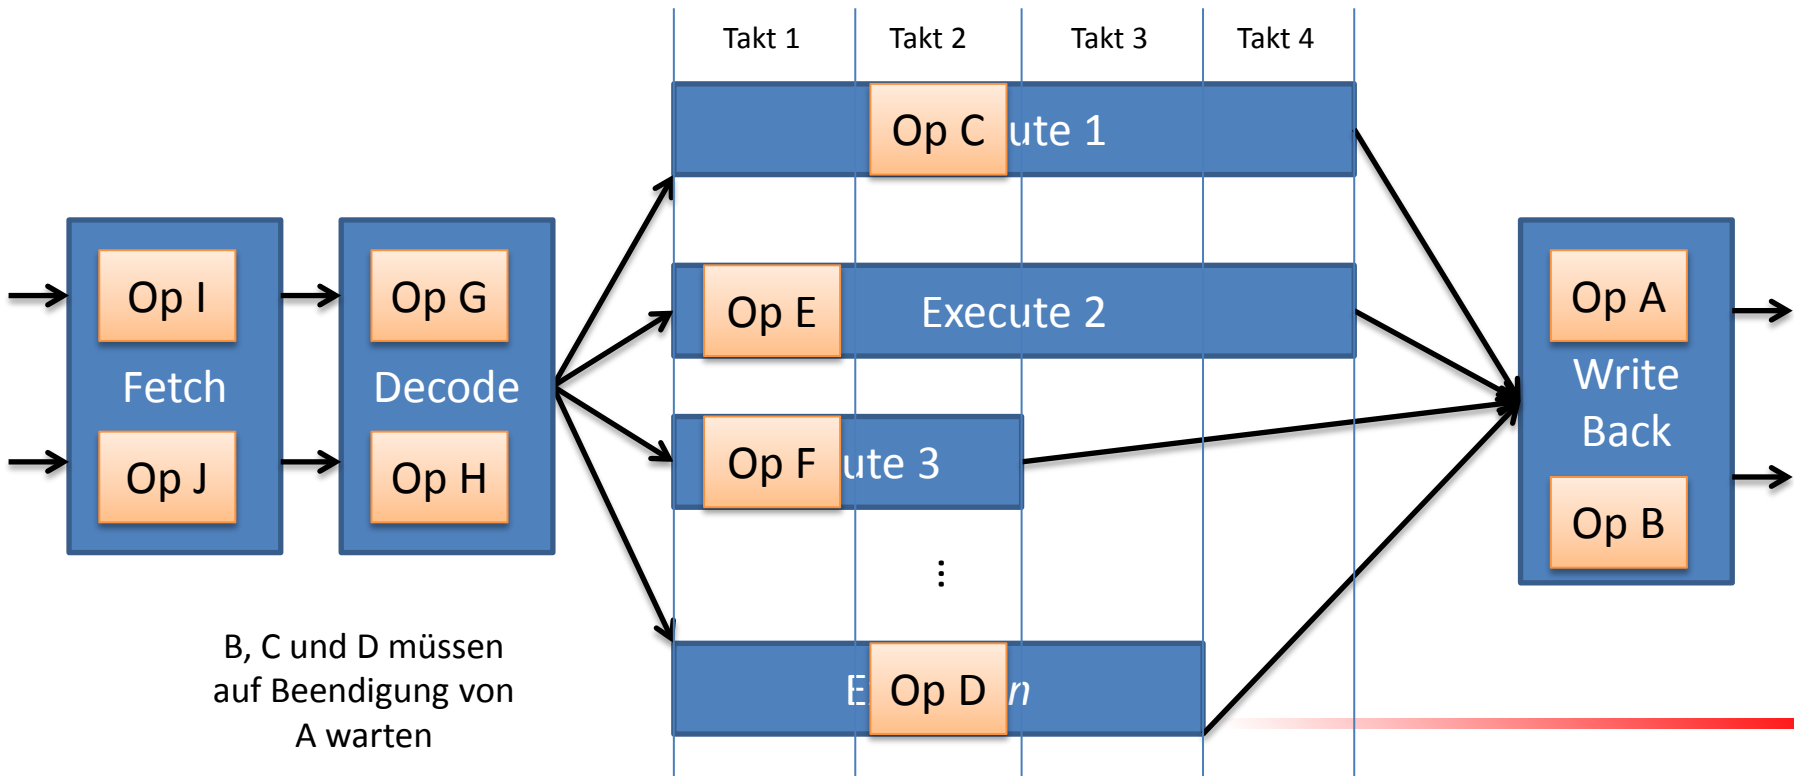 Takt 1
Takt 2
Takt 3
Takt 4
Op C
ute 1
Op I
Op G
Op E
Execute 2
Op A
Fetch
Decode
Write
Back
Op J
Op H
Op F
ute 3
Op B
⋮
B, C und D müssen
auf Beendigung von
A warten
E
Op D
n